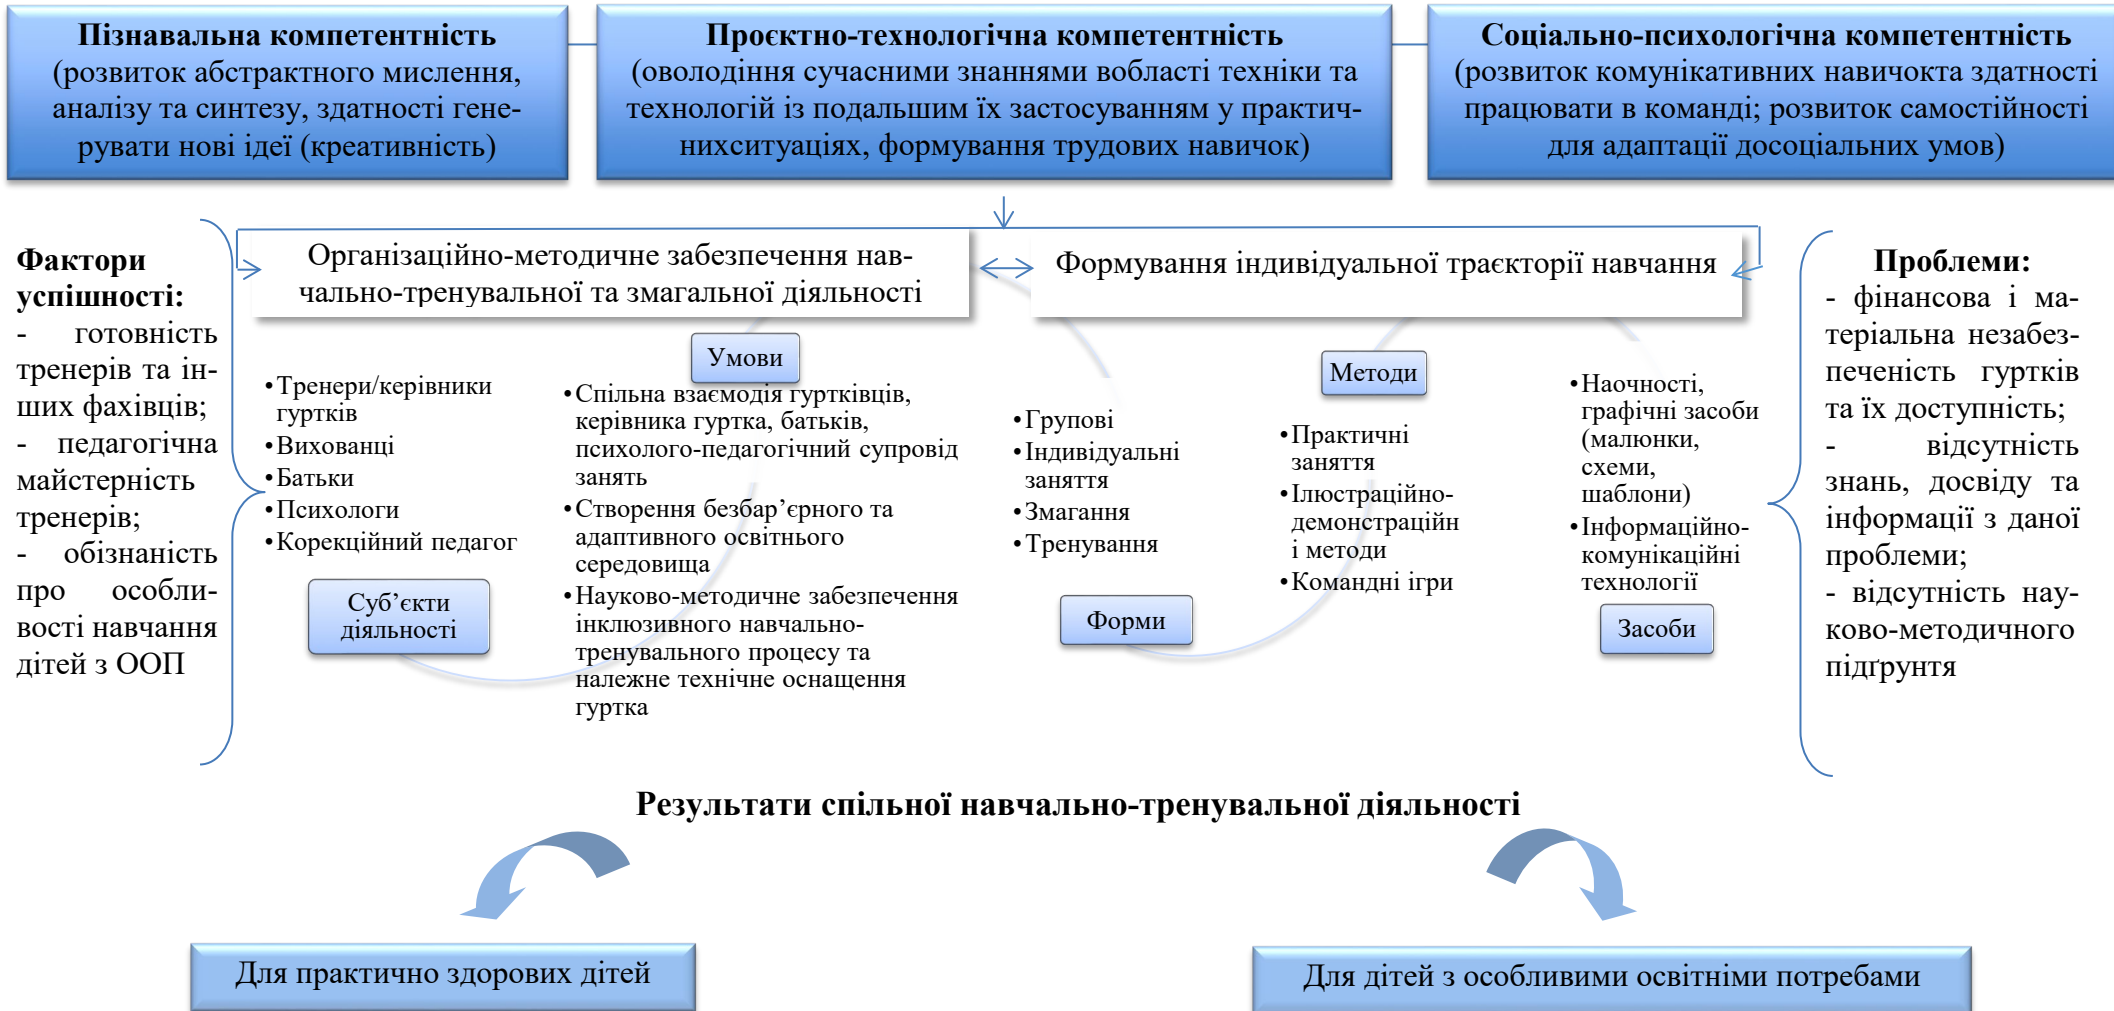 Пізнавальна компетентність
(розвиток абстрактного мислення,
аналізу та синтезу, здатності гене-
рувати нові ідеї (креативність)
Проєктно-технологічна компетентність
(оволодіння сучасними знаннями вобласті техніки та
технологій із подальшим їх застосуванням у практич-
нихситуаціях, формування трудових навичок)
Соціально-психологічна компетентність
(розвиток комунікативних навичокта здатності
працювати в команді; розвиток самостійності
для адаптації досоціальних умов)
Фактори
успішності:
- готовність
тренерів та ін-
ших фахівців;
- педагогічна
майстерність
тренерів;
- обізнаність
про особли-
вості навчання
дітей з ООП
Організаційно-методичне забезпечення нав-
чально-тренувальної та змагальної діяльності
Формування індивідуальної траєкторії навчання
•Тренери/керівники
гуртків
•Вихованці
•Батьки
•Психологи
•Корекційний педагог
Суб’єкти
діяльності
Умови
•Спільна взаємодія гуртківців,
керівника гуртка, батьків,
психолого-педагогічний супровід
занять
•Створення безбар’єрного та
адаптивного освітнього
середовища
•Науково-методичне забезпечення
інклюзивного навчально-
тренувального процесу та
належне технічне оснащення
гуртка
•Групові
•Індивідуальні
заняття
•Змагання
•Тренування
Форми
Методи
•Практичні
заняття
•Ілюстраційно-
демонстраційн
і методи
•Командні ігри
•Наочності,
графічні засоби
(малюнки,
схеми,
шаблони)
•Інформаційно-
комунікаційні
технології
Засоби
Проблеми:
- фінансова і ма-
теріальна незабез-
печеність гуртків
та їх доступність;
- відсутність
знань, досвіду та
інформації з даної
проблеми;
- відсутність нау-
ково-методичного
підґрунтя
Результати спільної навчально-тренувальної діяльності
Для практично здорових дітей
Для дітей з особливими освітніми потребами